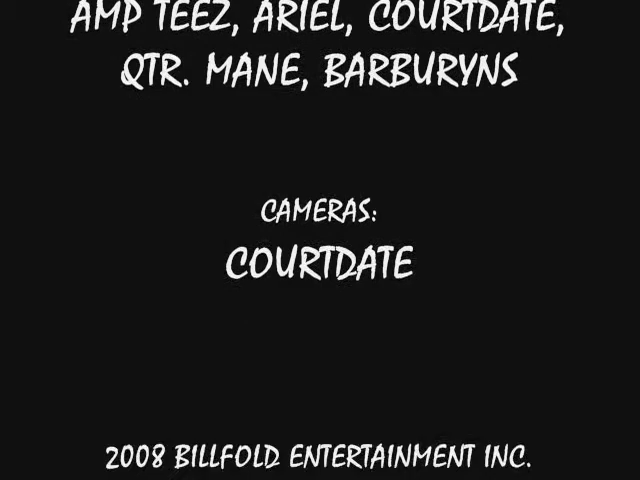 AMP TEEZ, ARIEL, COURTDATE,
QTR. MANE, BARBURYNS
CAMERAS:
COURTDATE
2008 BILLFOLD ENTERTAINMENT INC.